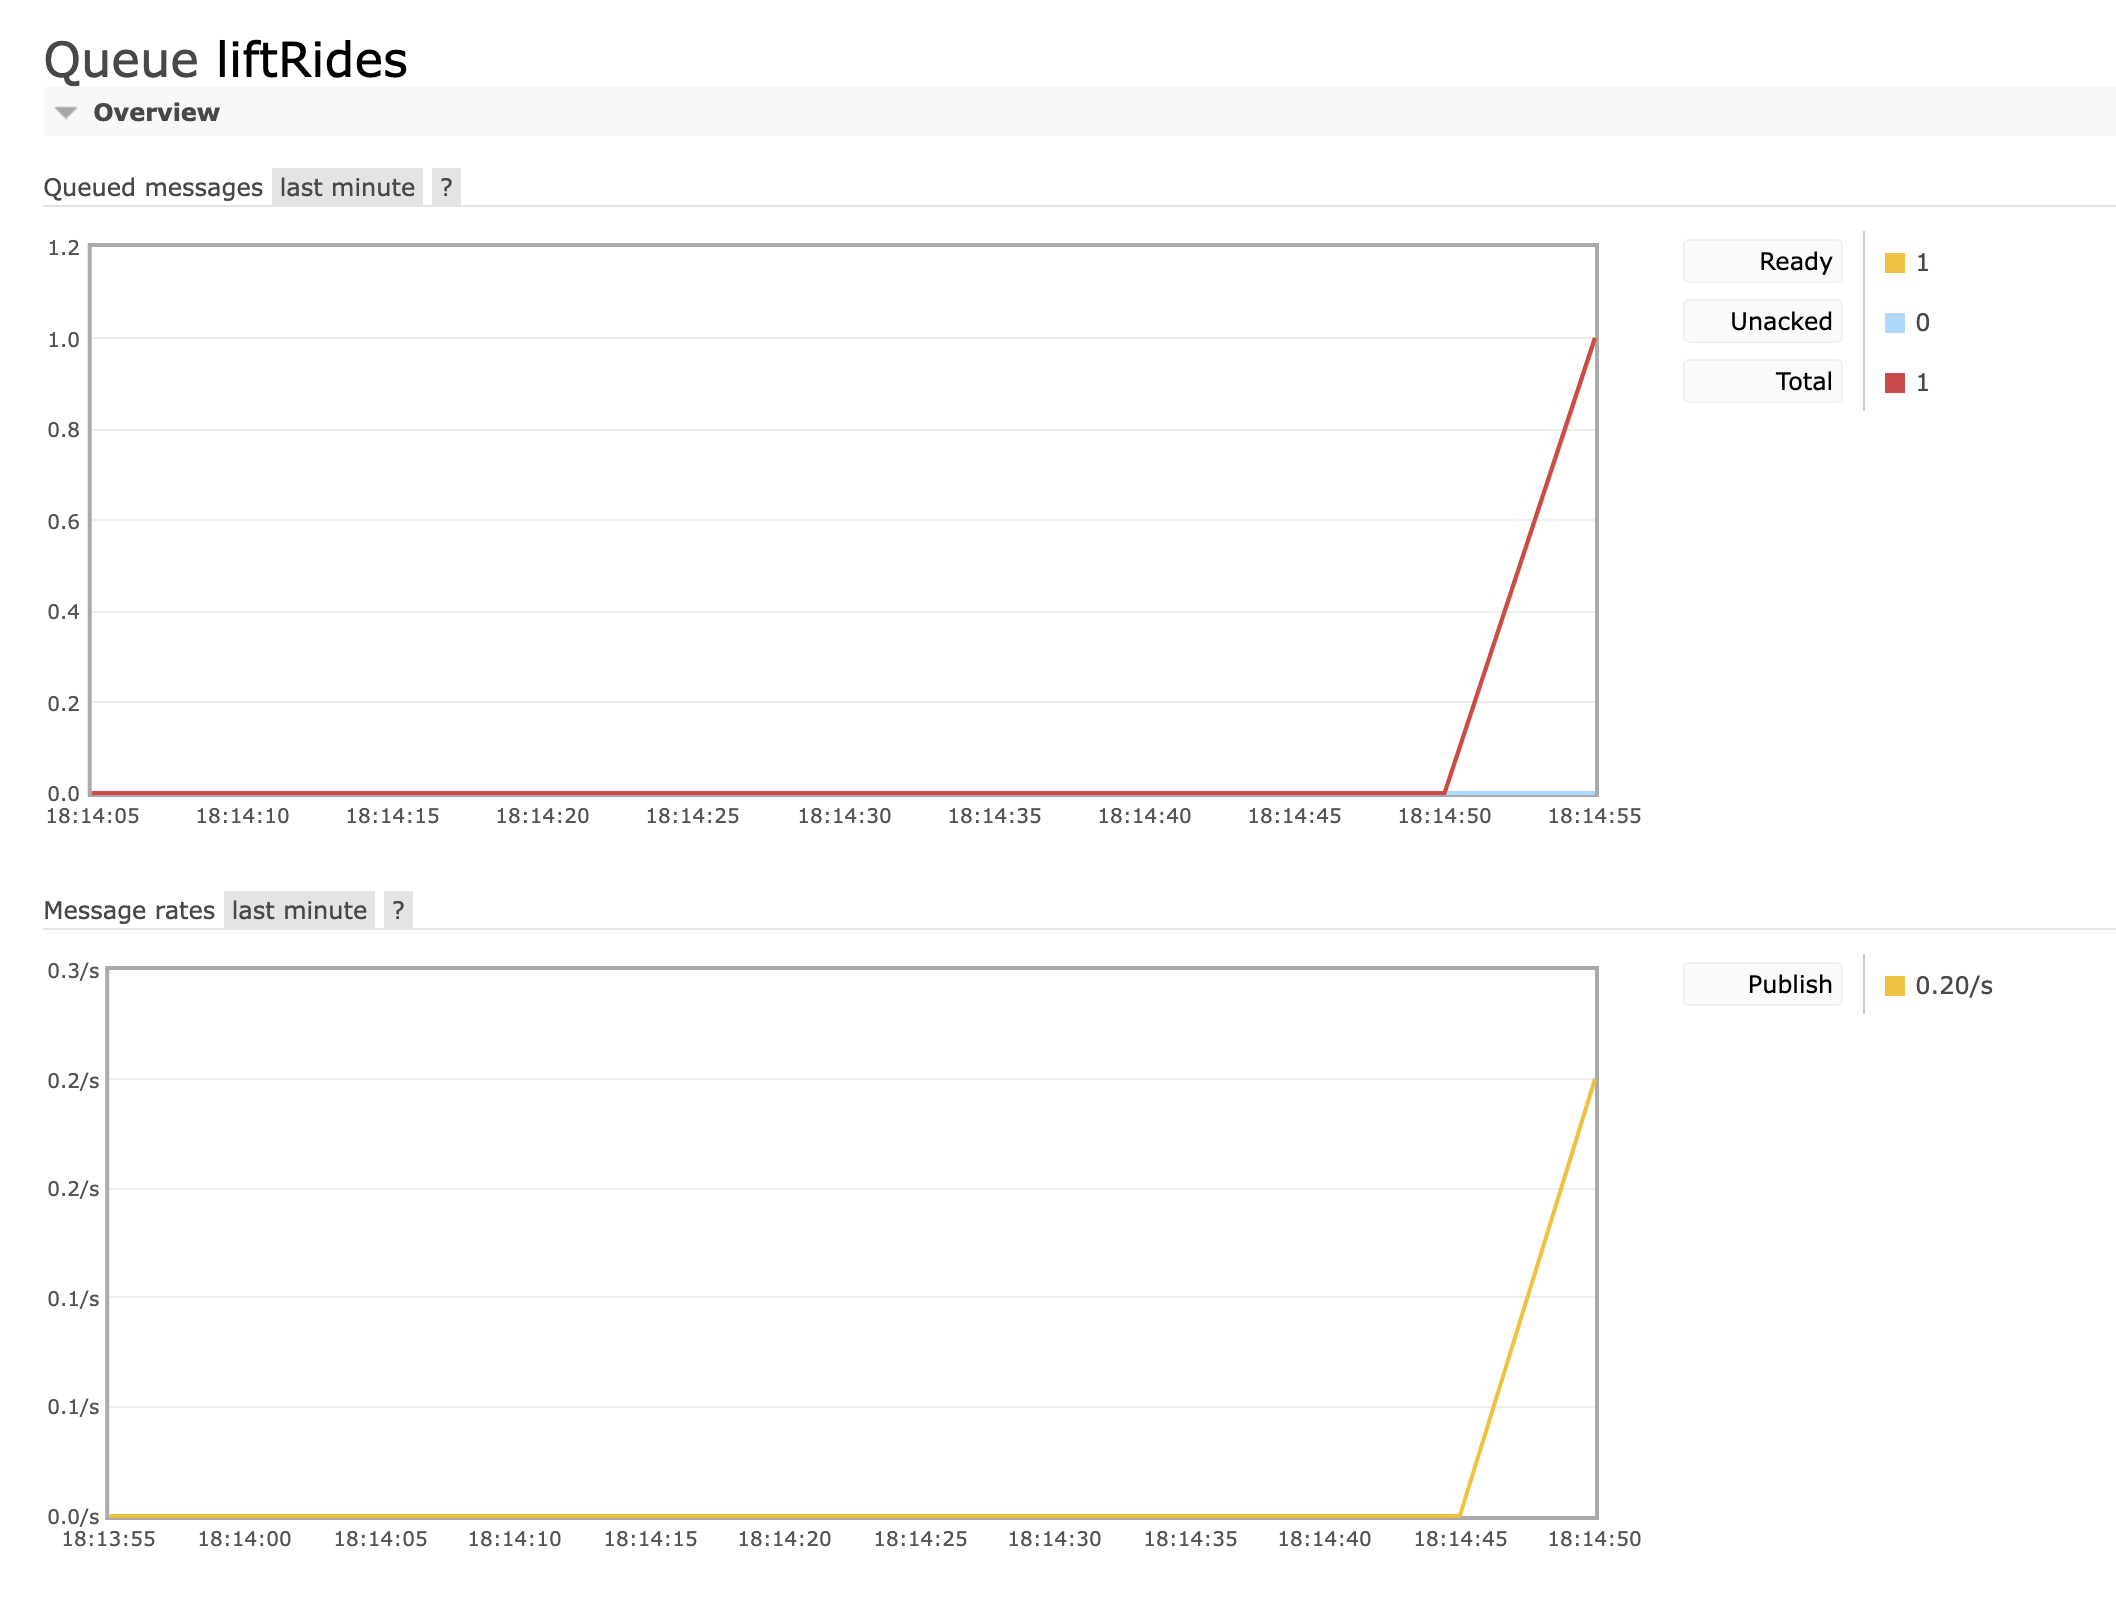 Queue liftRides
Overview
Queued messages last minute ?
1.2
1.0
0.8
0.6
0.4
0.2
0.0
18:14:05 18:14:10 18:14:15 18:14:20 18:14:25 18:14:30 18:14:35 18:14:40 18:14:45 18:14:50 18:14:55
Ready 1
Unacked 0
Total 1
Message rates last minute ?
0.3/s
0.2/s
0.2/s
0.1/s
0.1/s
0.0/s
18:13:55 18:14:00 18:14:05 18:14:10 18:14:15 18:14:20 18:14:25 18:14:30 18:14:35 18:14:40 18:14:45 18:14:50
Publish 0.20/s